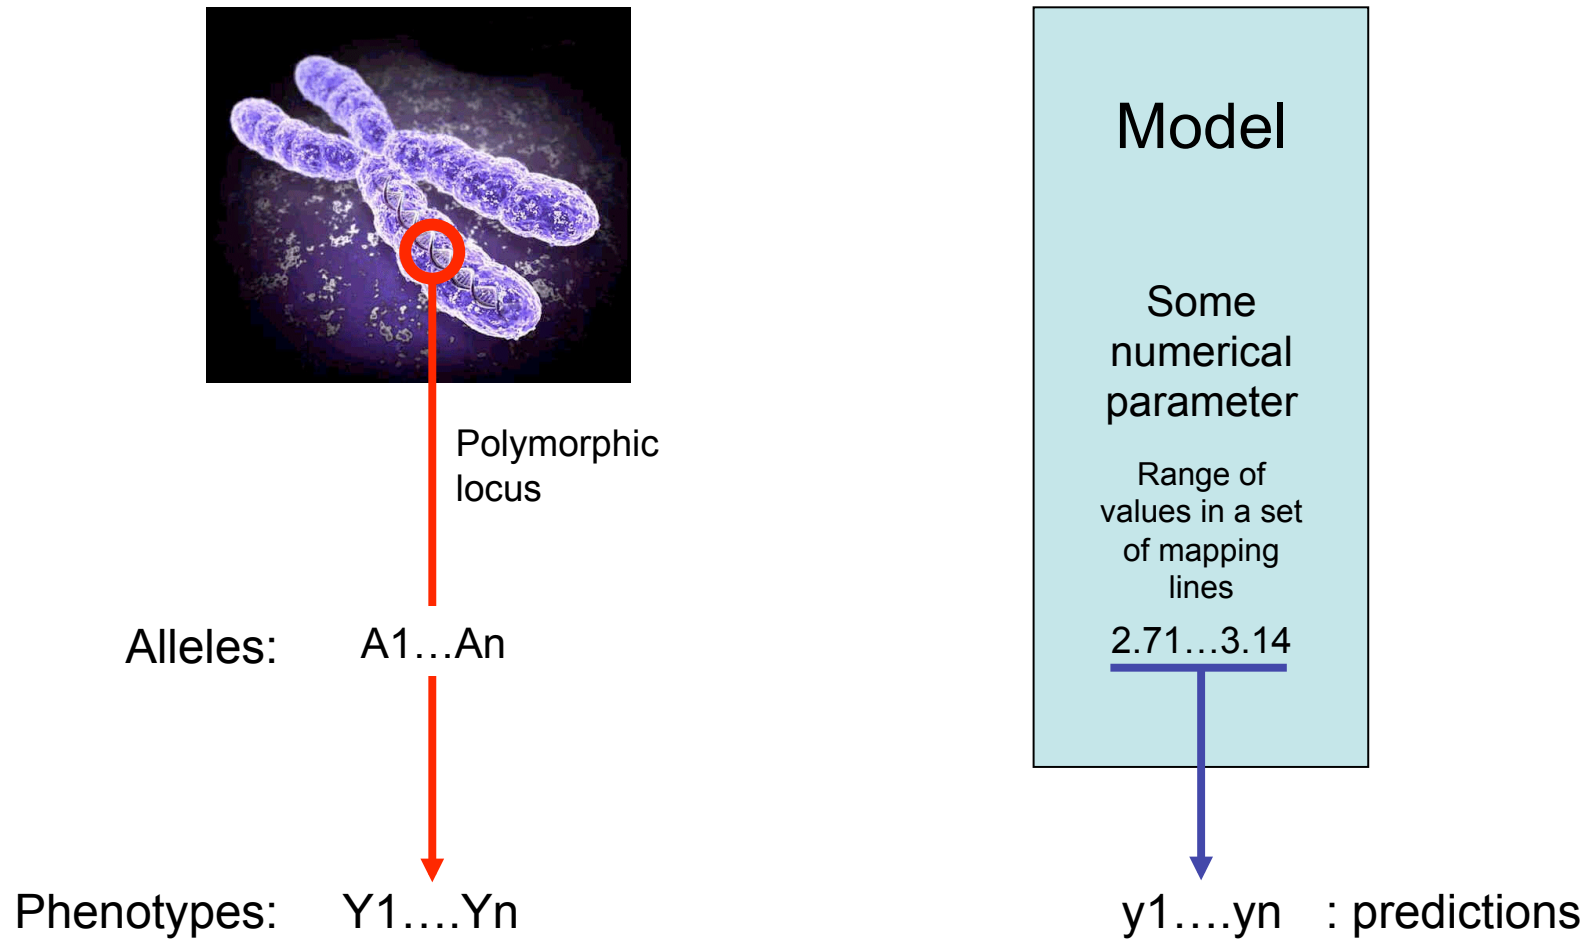 Model
Some
numerical
parameter
Polymorphic
locus
Range of
values in a set
of mapping
lines
Alleles: A1...An
2.71...3.14
Phenotypes: Y1....Yn
y1....yn : predictions